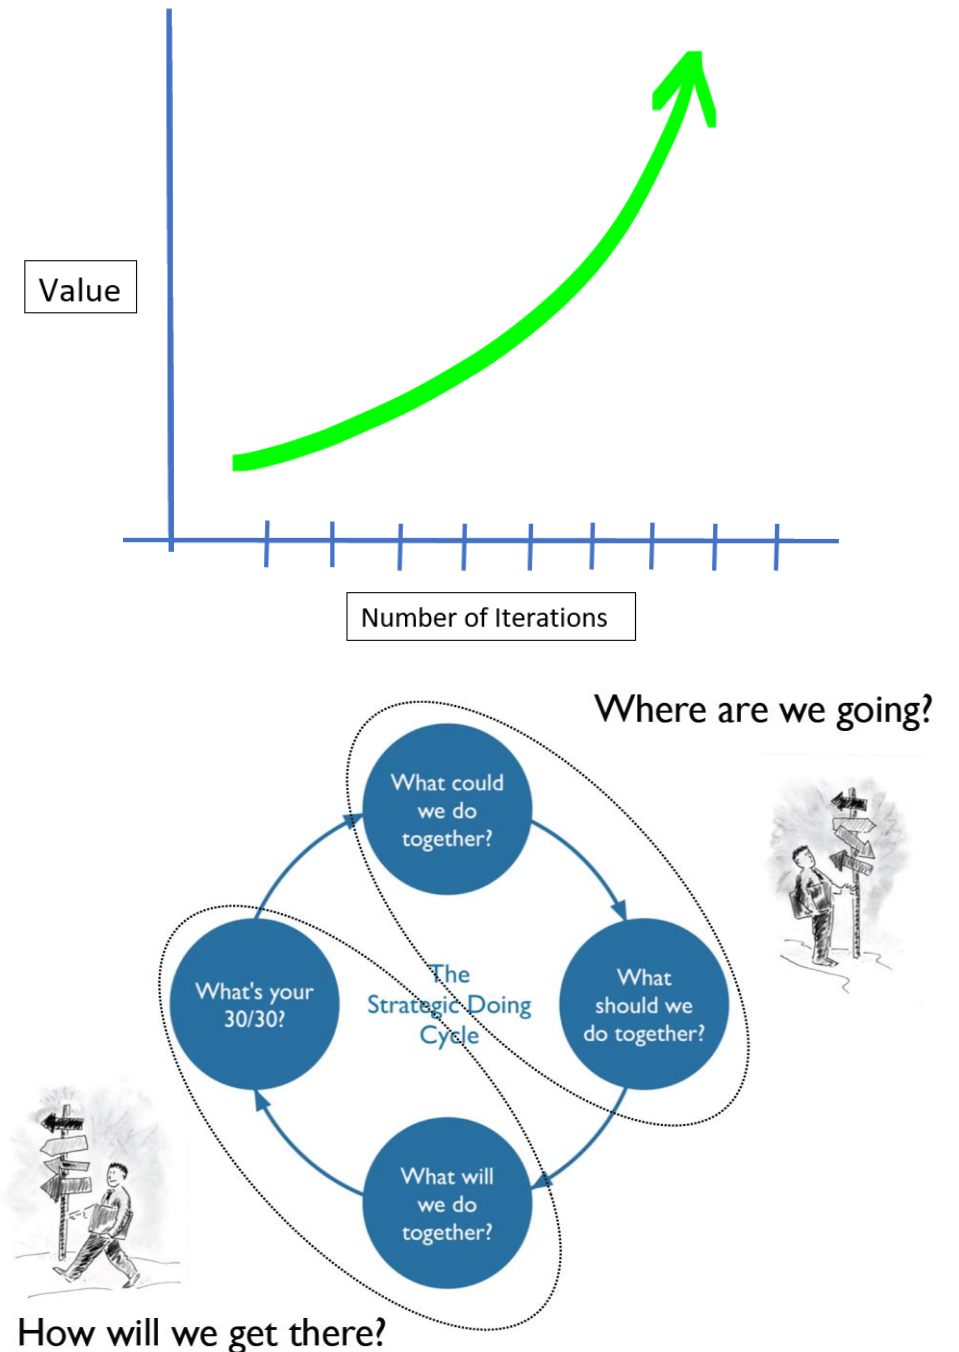 Value
Number of Iterations
Where are we going?
What could
we do
together?
What's your
30/30?
The
Strategic Doing
Cycle
What
should we
do together?
What will
we do
together?
How will we get there?